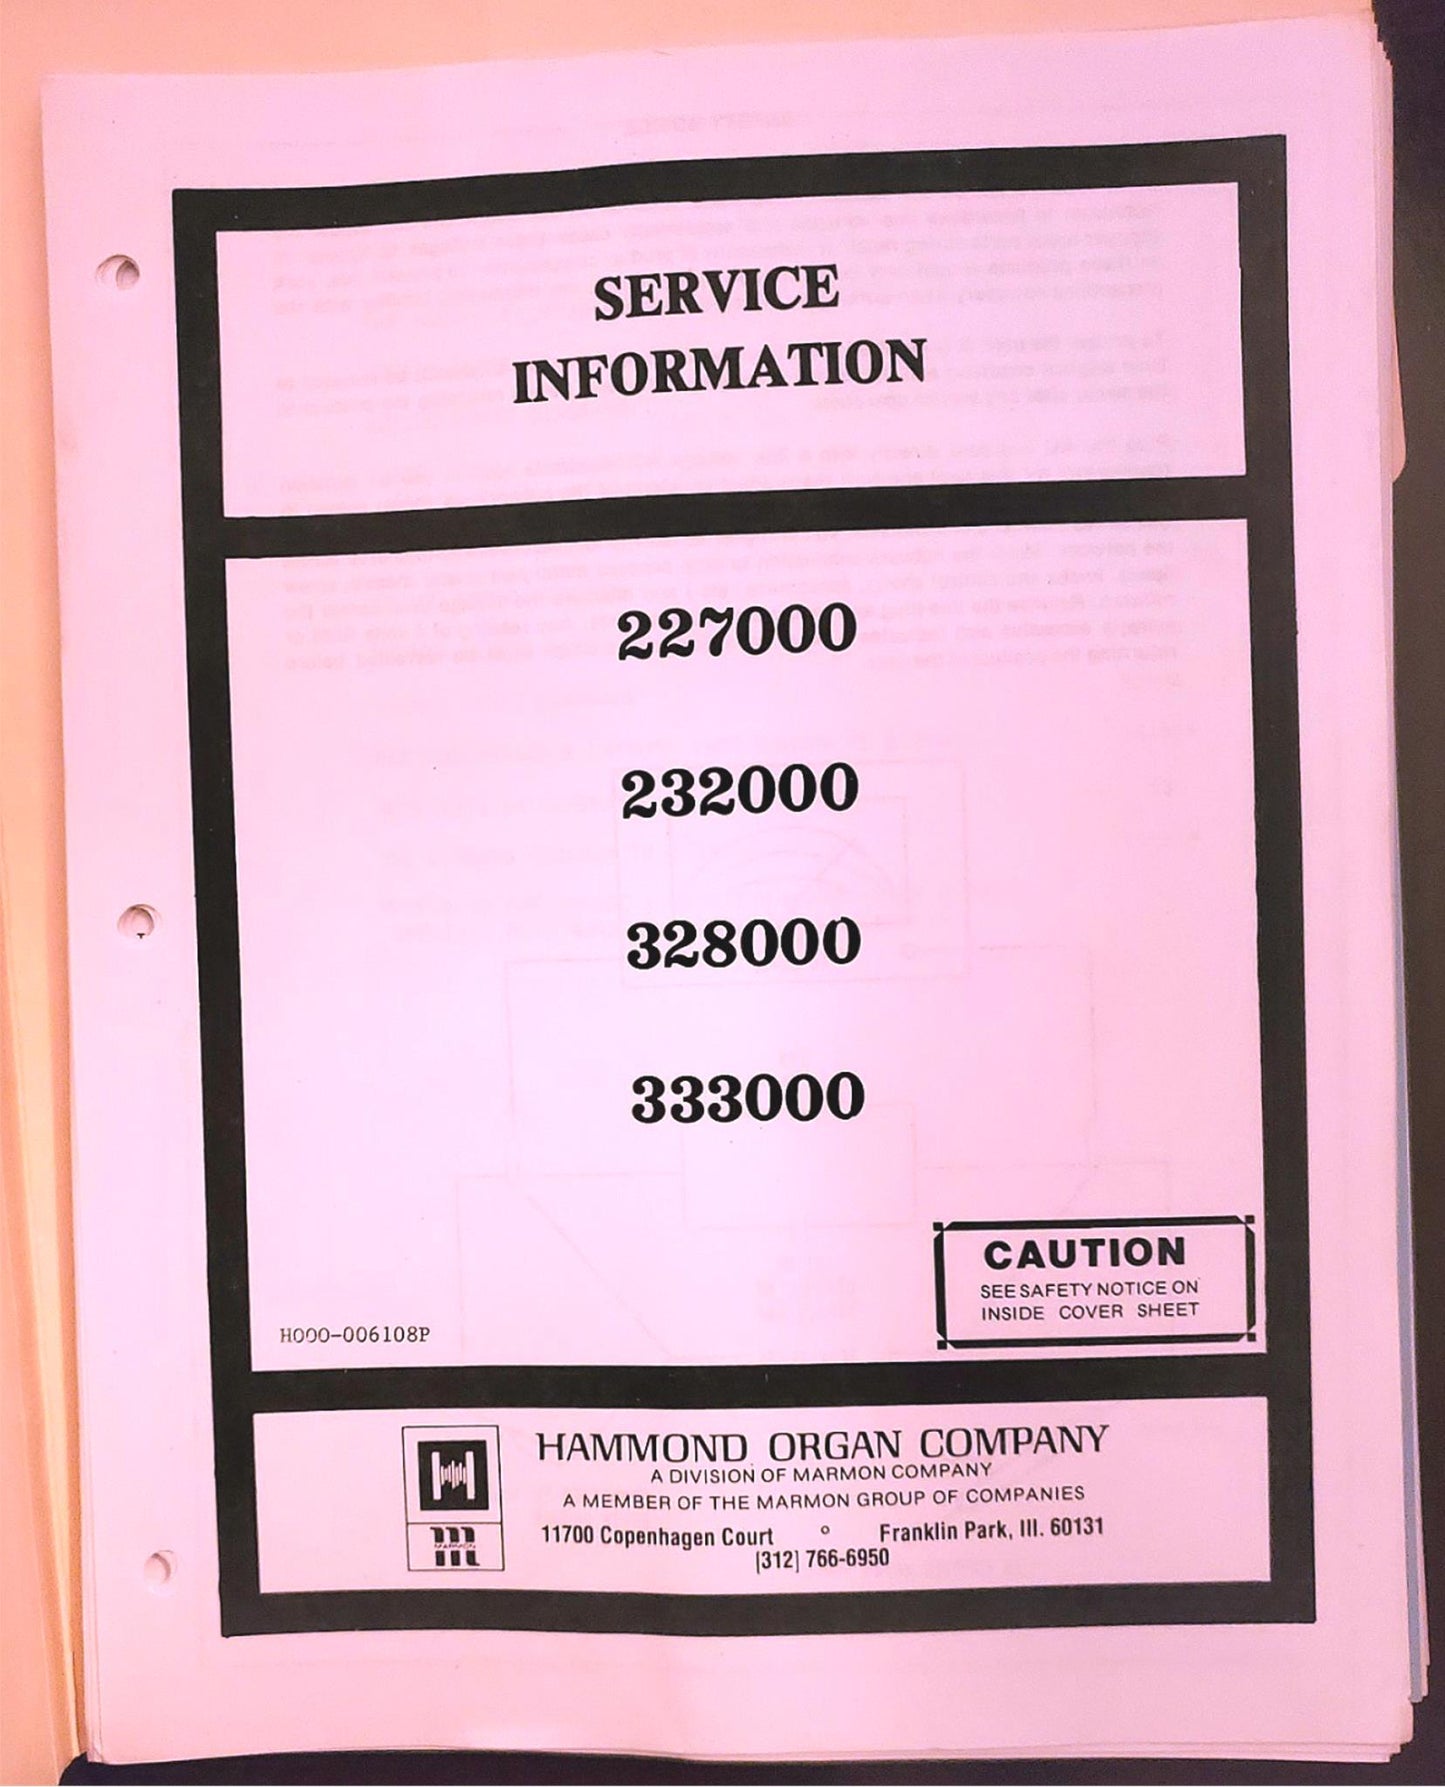 SERVICE
INFORMATION
227000
232000
328000
333000
CAUTION
SEE SAFETY NOTICE ON
INSIDE COVER SHEET
H000-006108P
HAMMOND ORGAN COMPANY
A DIVISION OF MARMON COMPANY
A MEMBER OF THE MARMON GROUP OF COMPANIES
11700 Copenhagen Court ° Franklin Park, Ill. 60131
[312] 766-6950
MARMON